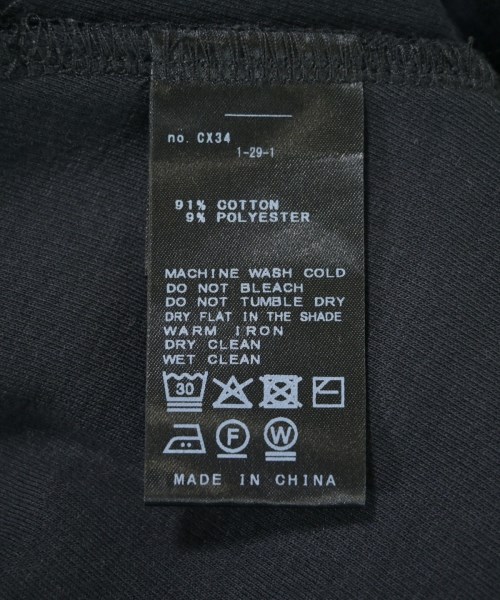 no. CX34
1-29-1
91% COTTON
9% POLYESTER
MACHINE WASH COLD
DO NOT BLEACH
DO NOT TUMBLE DRY
DRY FLAT IN THE SHADE
WARM IRON
DRY CLEAN
WET CLEAN
30
F W
MADE IN CHINA